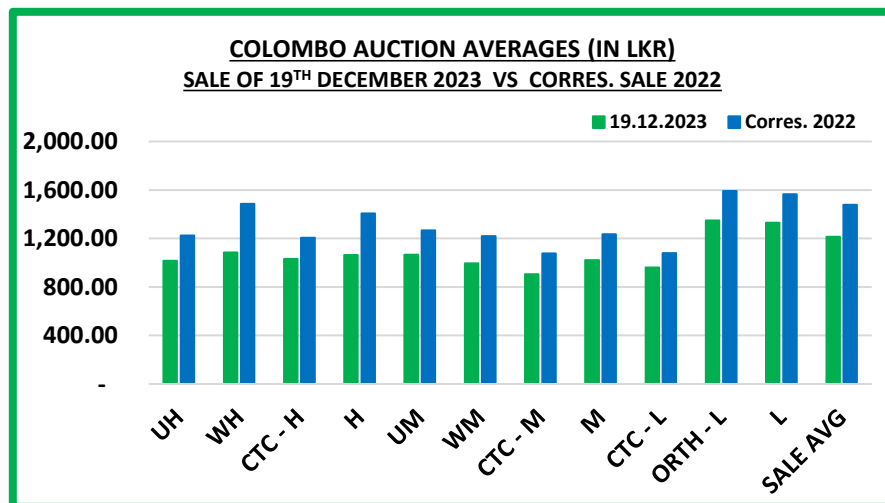 COLOMBO AUCTION AVERAGES (IN LKR)
SALE OF 19TH DECEMBER 2023 VS CORRES. SALE 2022
19.12.2023 Corres. 2022
2,000.00
1,600.00
1,200.00
800.00
400.00
-
UH WH CTC - H H UM WM CTC - M M CTC - L ORTH - L L SALE AVG